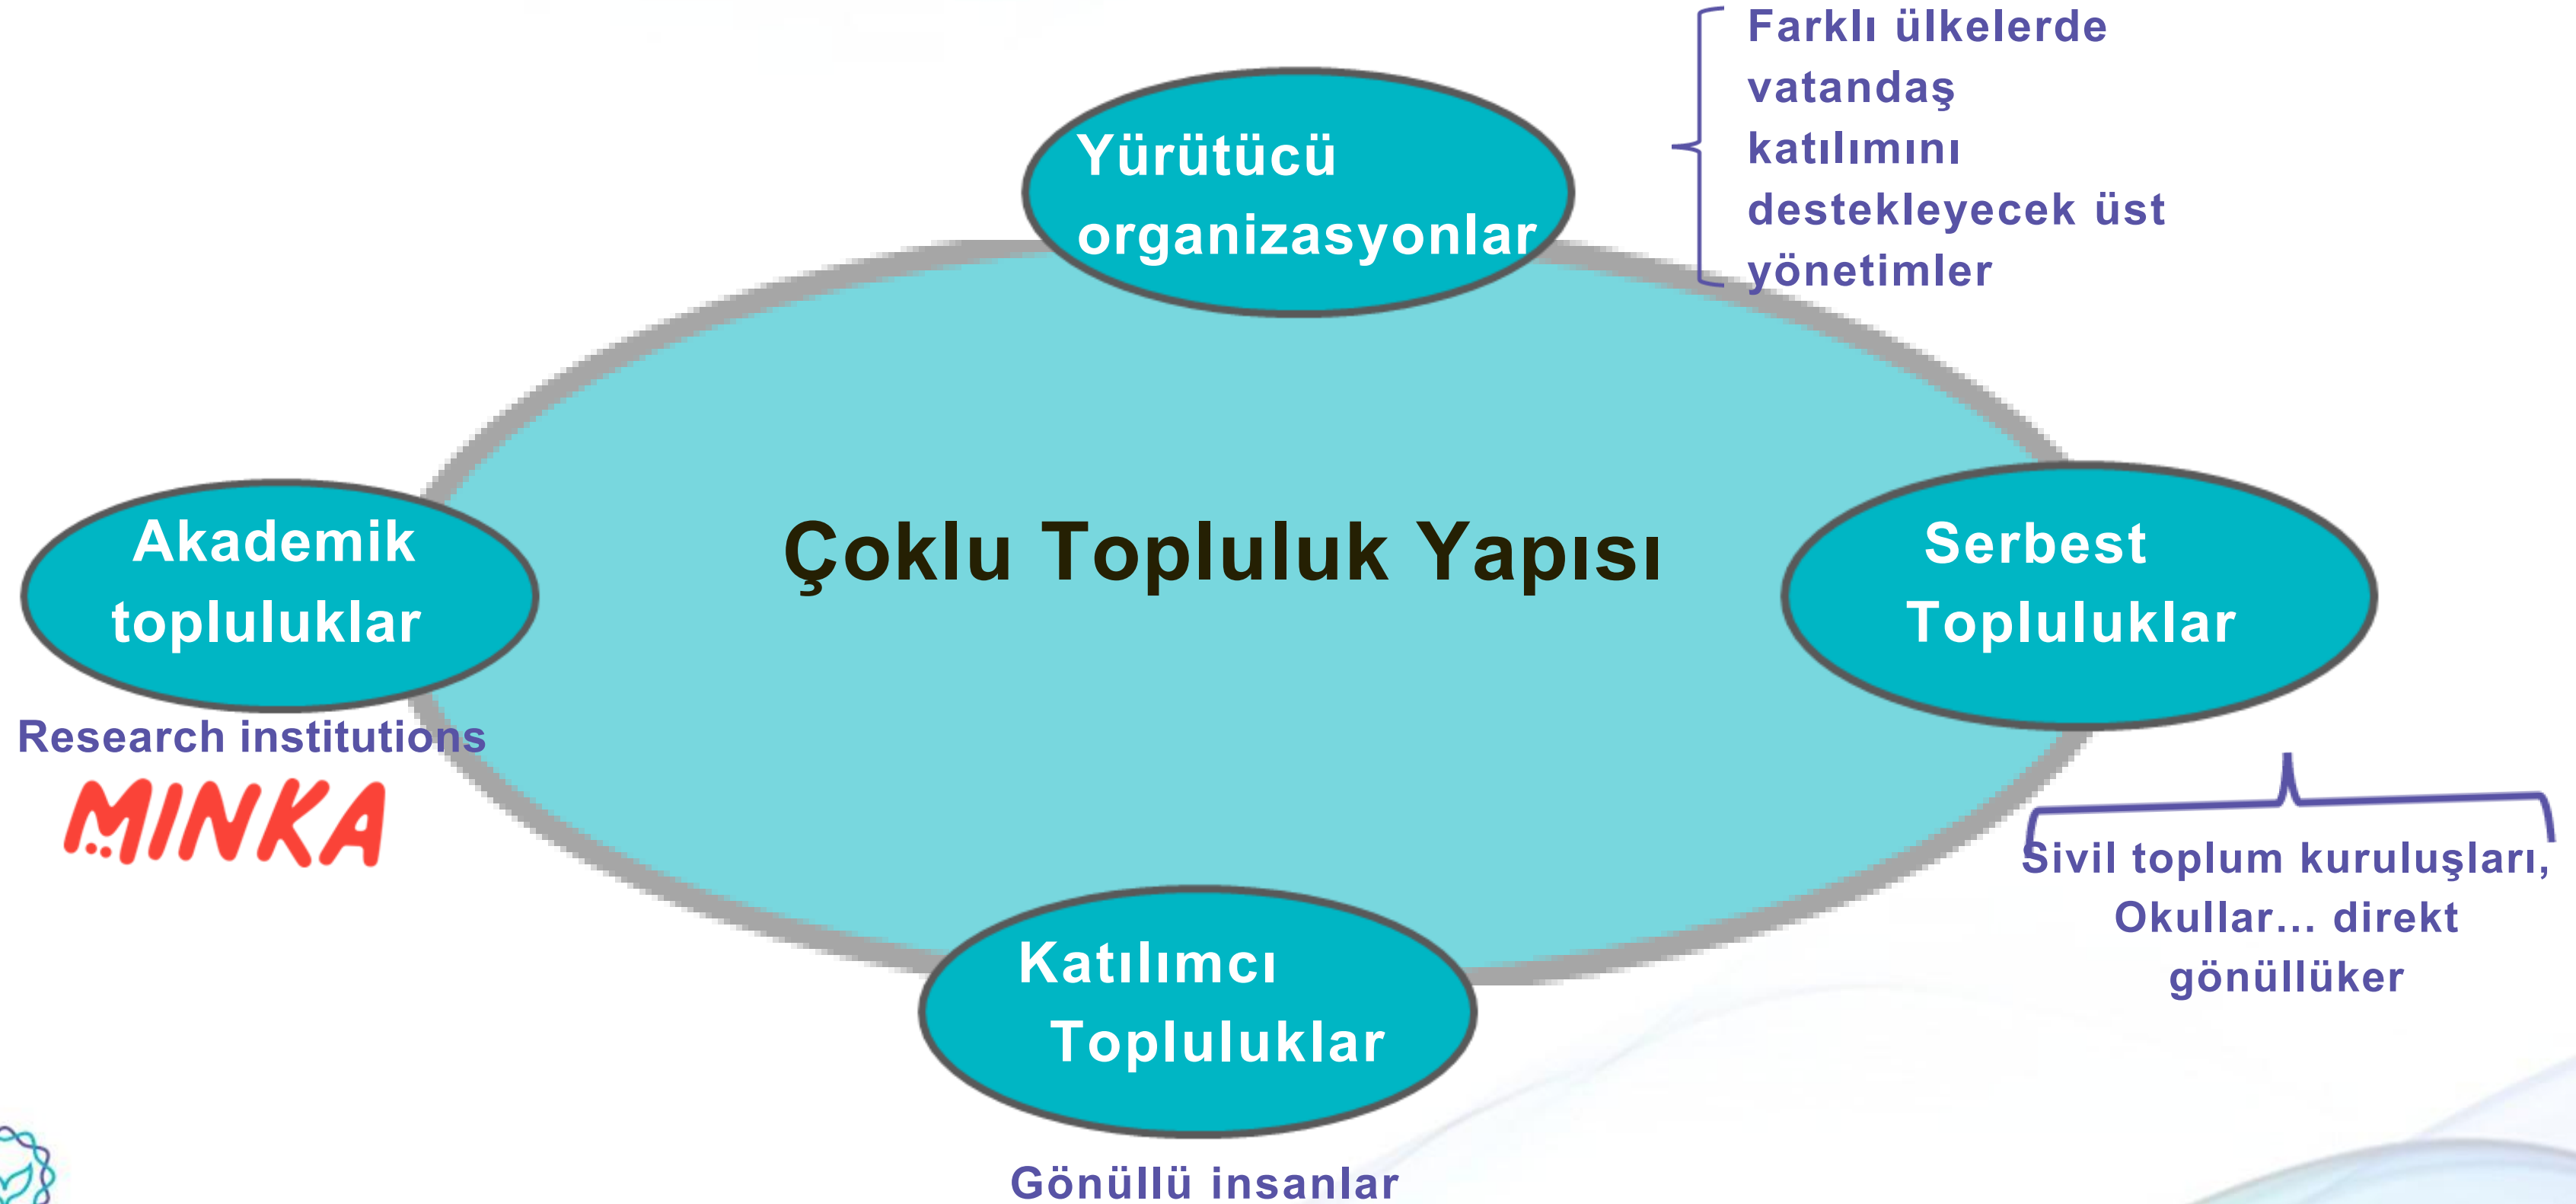 Farklı ülkelerde
vatandaş
katılımını
destekleyecek üst
yönetimler
Yürütücü
organizasyonlar
Akademik
topluluklar
Çoklu Topluluk Yapısı
Serbest
Topluluklar
Research institutions
MINKA
Sivil toplum kuruluşları,
Okullar... direkt
gönüllüker
Katılımcı
Topluluklar
Gönüllü insanlar